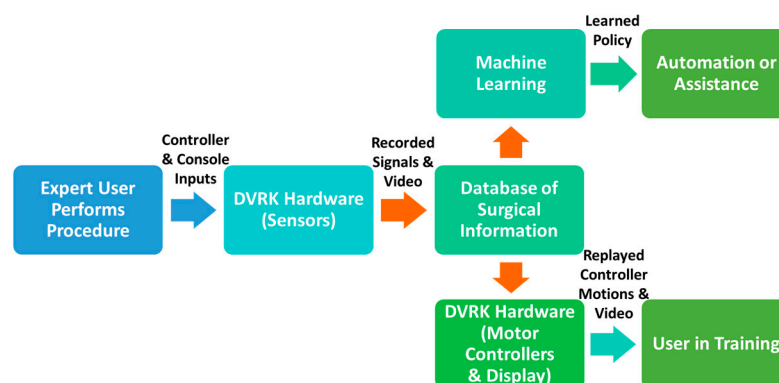 Learned
Policy
Machine
Learning
Automation or
Assistance
Controller
& Console
Inputs
Recorded
Signals &
Video
Expert User
Performs
Procedure
DVRK Hardware
(Sensors)
Database of
Surgical
Information
Replayed
Controller
Motions &
Video
DVRK Hardware
(Motor
Controllers
& Display)
User in Training